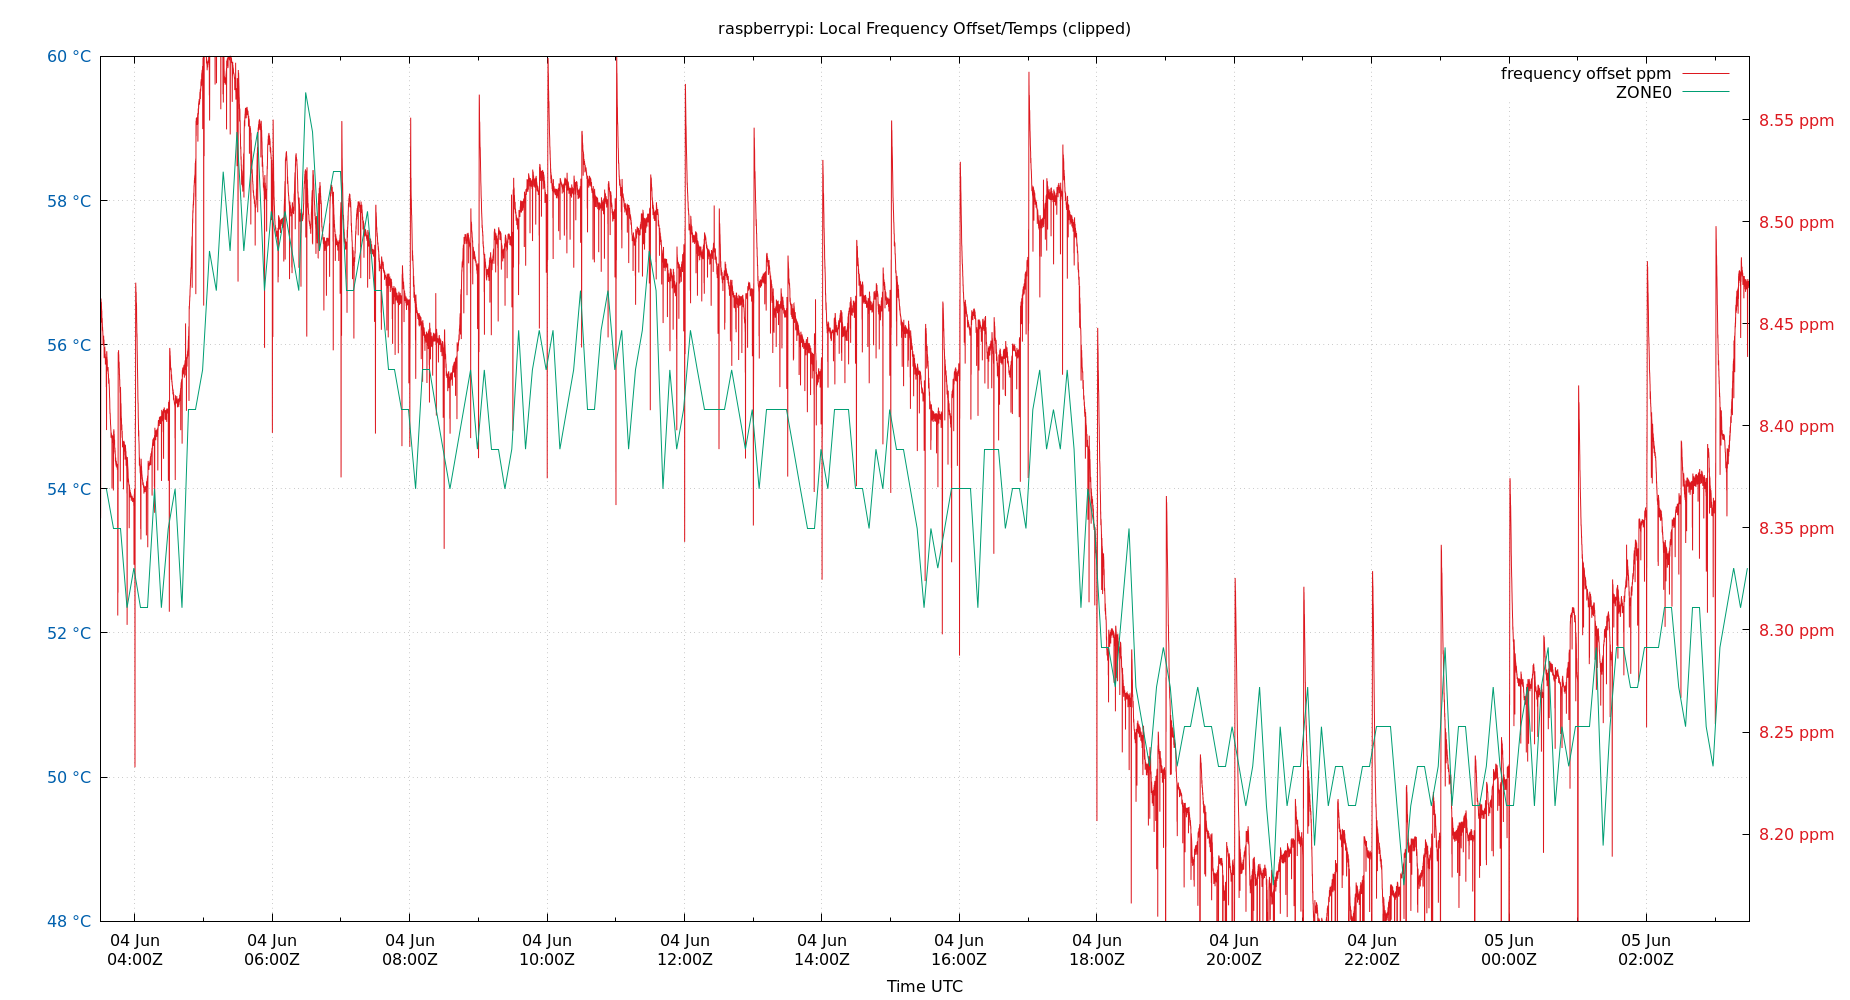 raspberrypi: Local Frequency Offset/Temps (clipped)
60 °C
58 °C
56 °C
54 °C
52 °C
50 °C
48 °C
frequency offset ppm
ZONE0
8.55 ppm
8.50 ppm
8.45 ppm
8.40 ppm
8.35 ppm
8.30 ppm
8.25 ppm
8.20 ppm
04 Jun 04 Jun 04 Jun 04 Jun 04 Jun 04 Jun 04 Jun 04 Jun 04 Jun 04 Jun 05 Jun 05 Jun
04:00Z 06:00Z 08:00Z 10:00Z 12:00Z 14:00Z 16:00Z 18:00Z 20:00Z 22:00Z 00:00Z 02:00Z
Time UTC